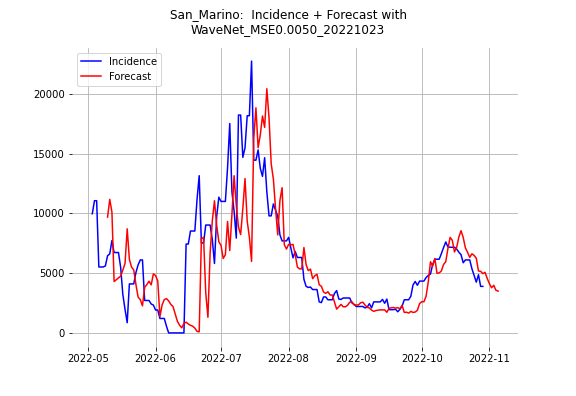 San_Marino:  Incidence + Forecast with
WaveNet_MSE0.0050_20221023
Incidence
Forecast
20000
15000
10000
5000
0
2022-05 2022-06 2022-07 2022-08 2022-09 2022-10 2022-11